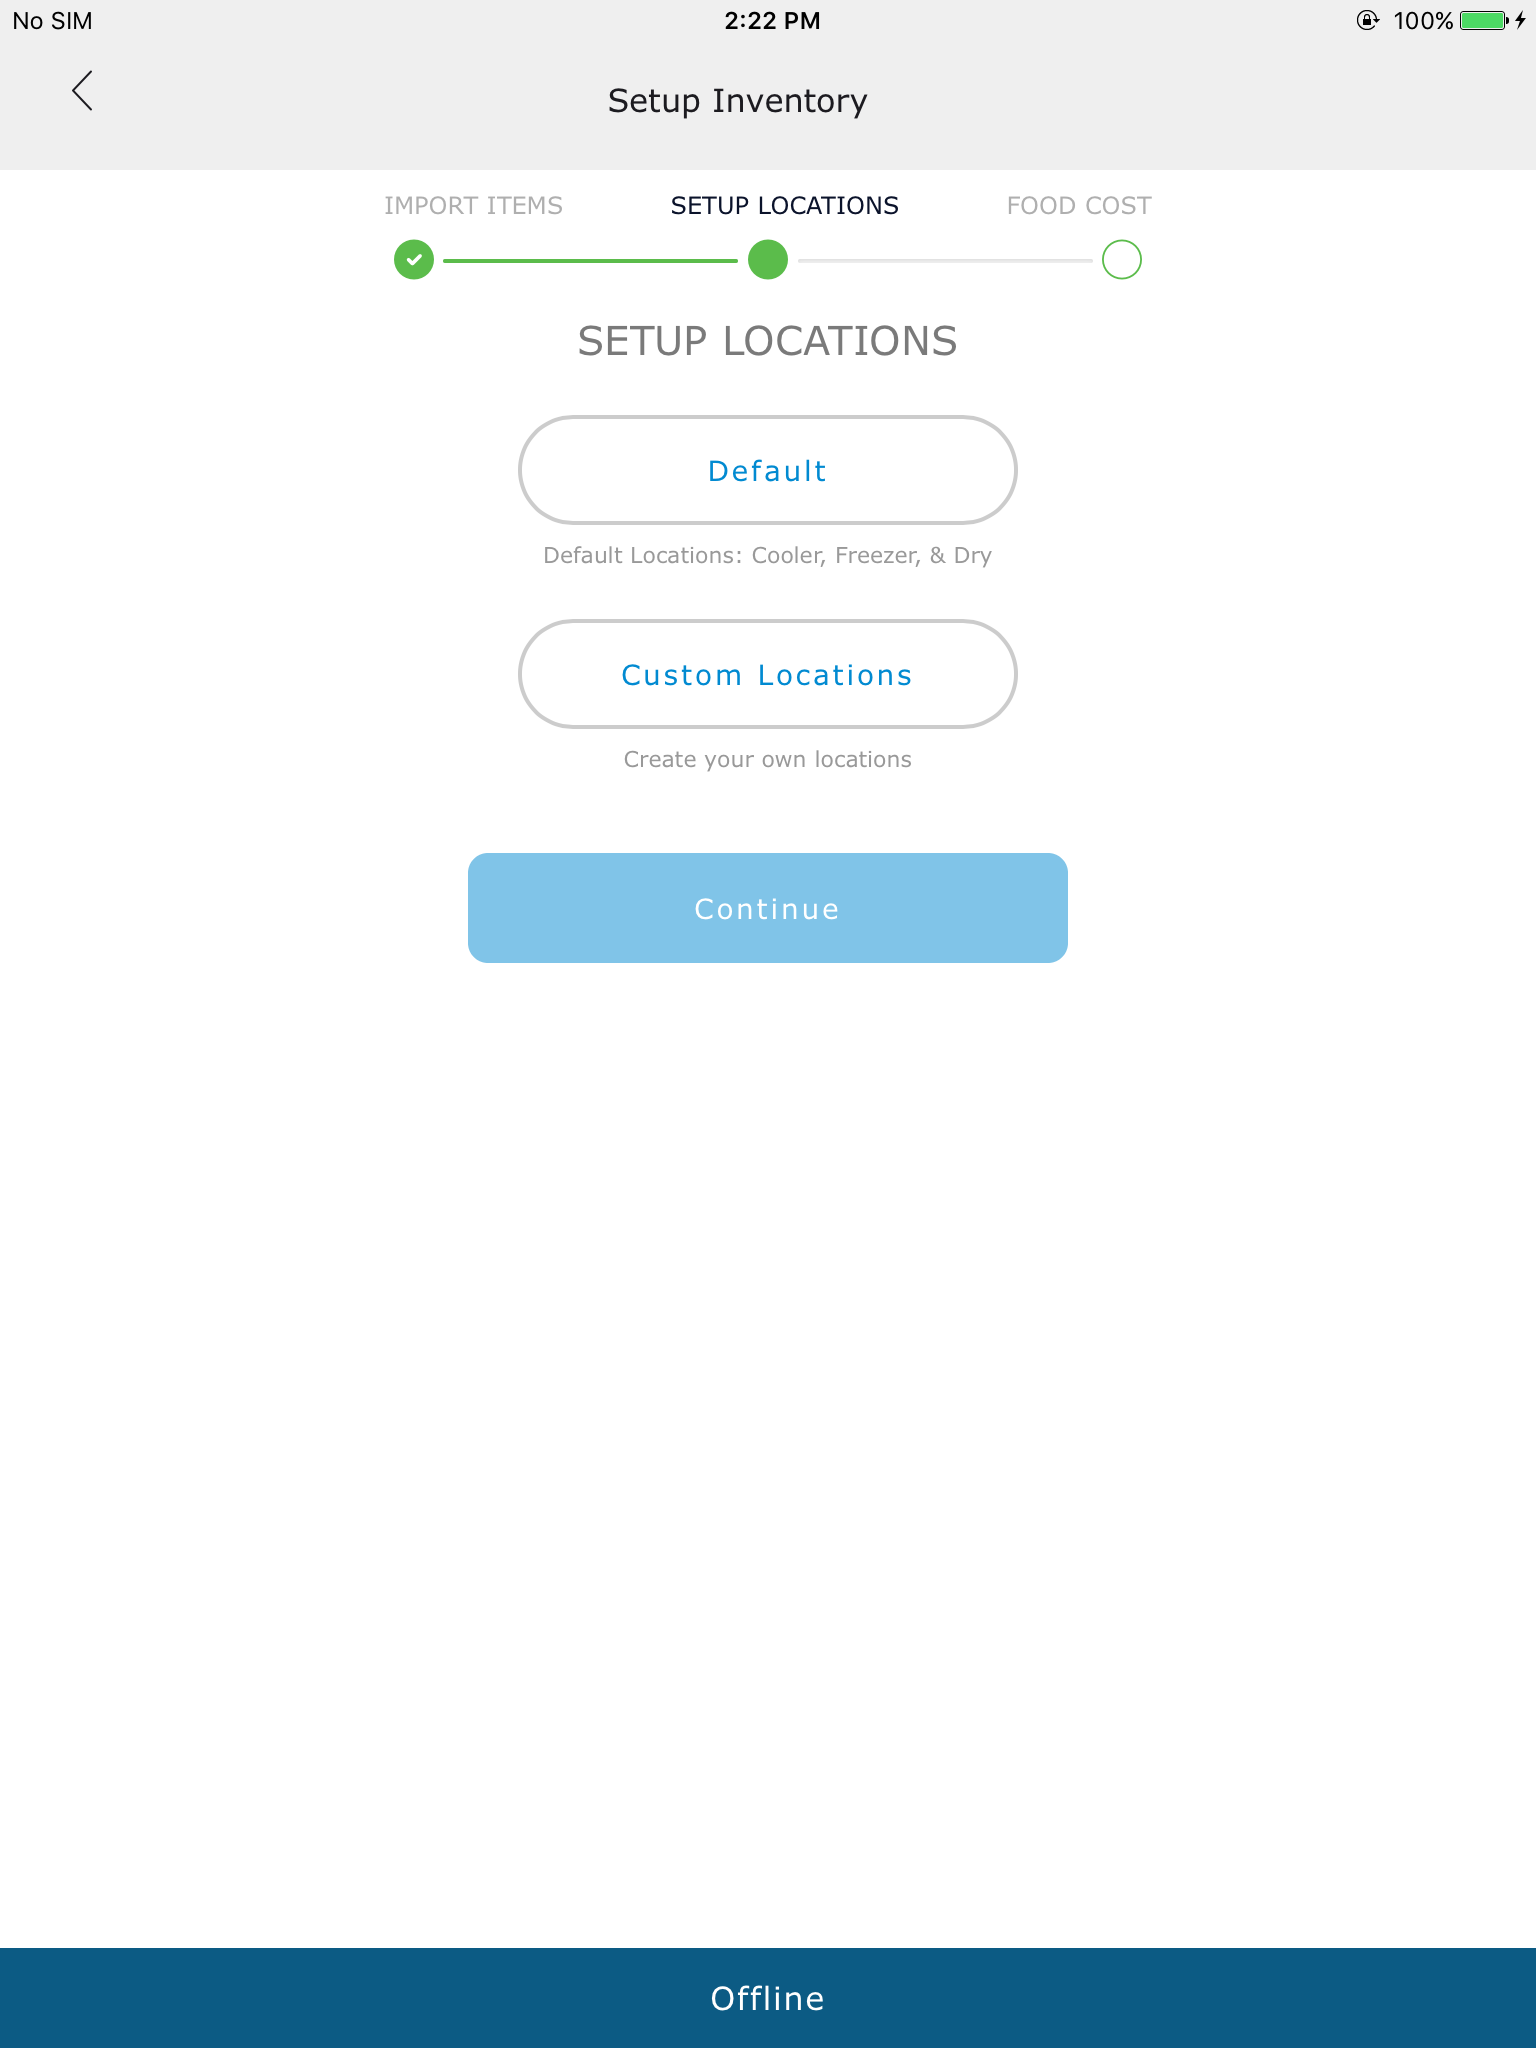 No SIM
2:22 PM
100%
Setup Inventory
IMPORT ITEMS
SETUP LOCATIONS
FOOD COST
SETUP LOCATIONS
Default
Default Locations: Cooler, Freezer, & Dry
Custom Locations
Create your own locations
Continue
Offline